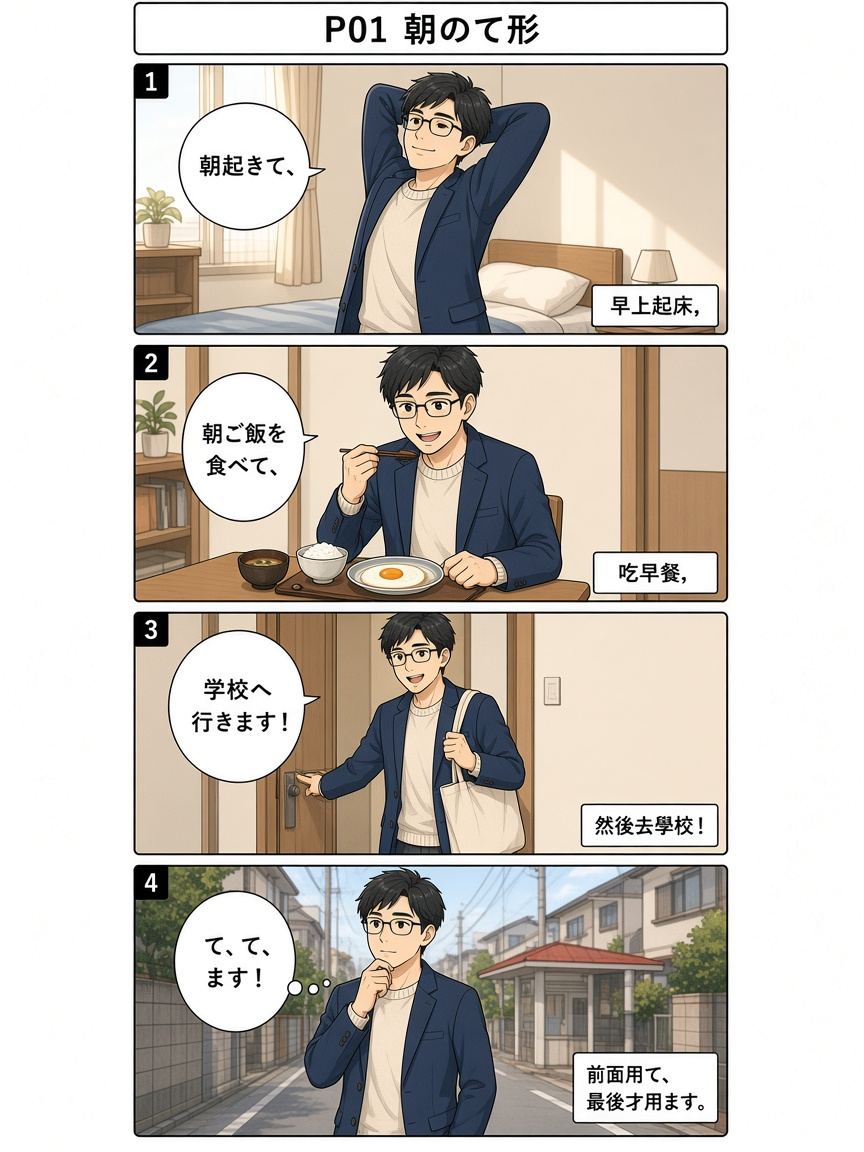 P01 朝のて形
1
朝起きて、
早上起床，
2
朝ご飯を
食べて、
吃早餐，
3
学校へ
行きます！
然後去學校！
4
て、て、
ます！
前面用て、
最後才用ます。